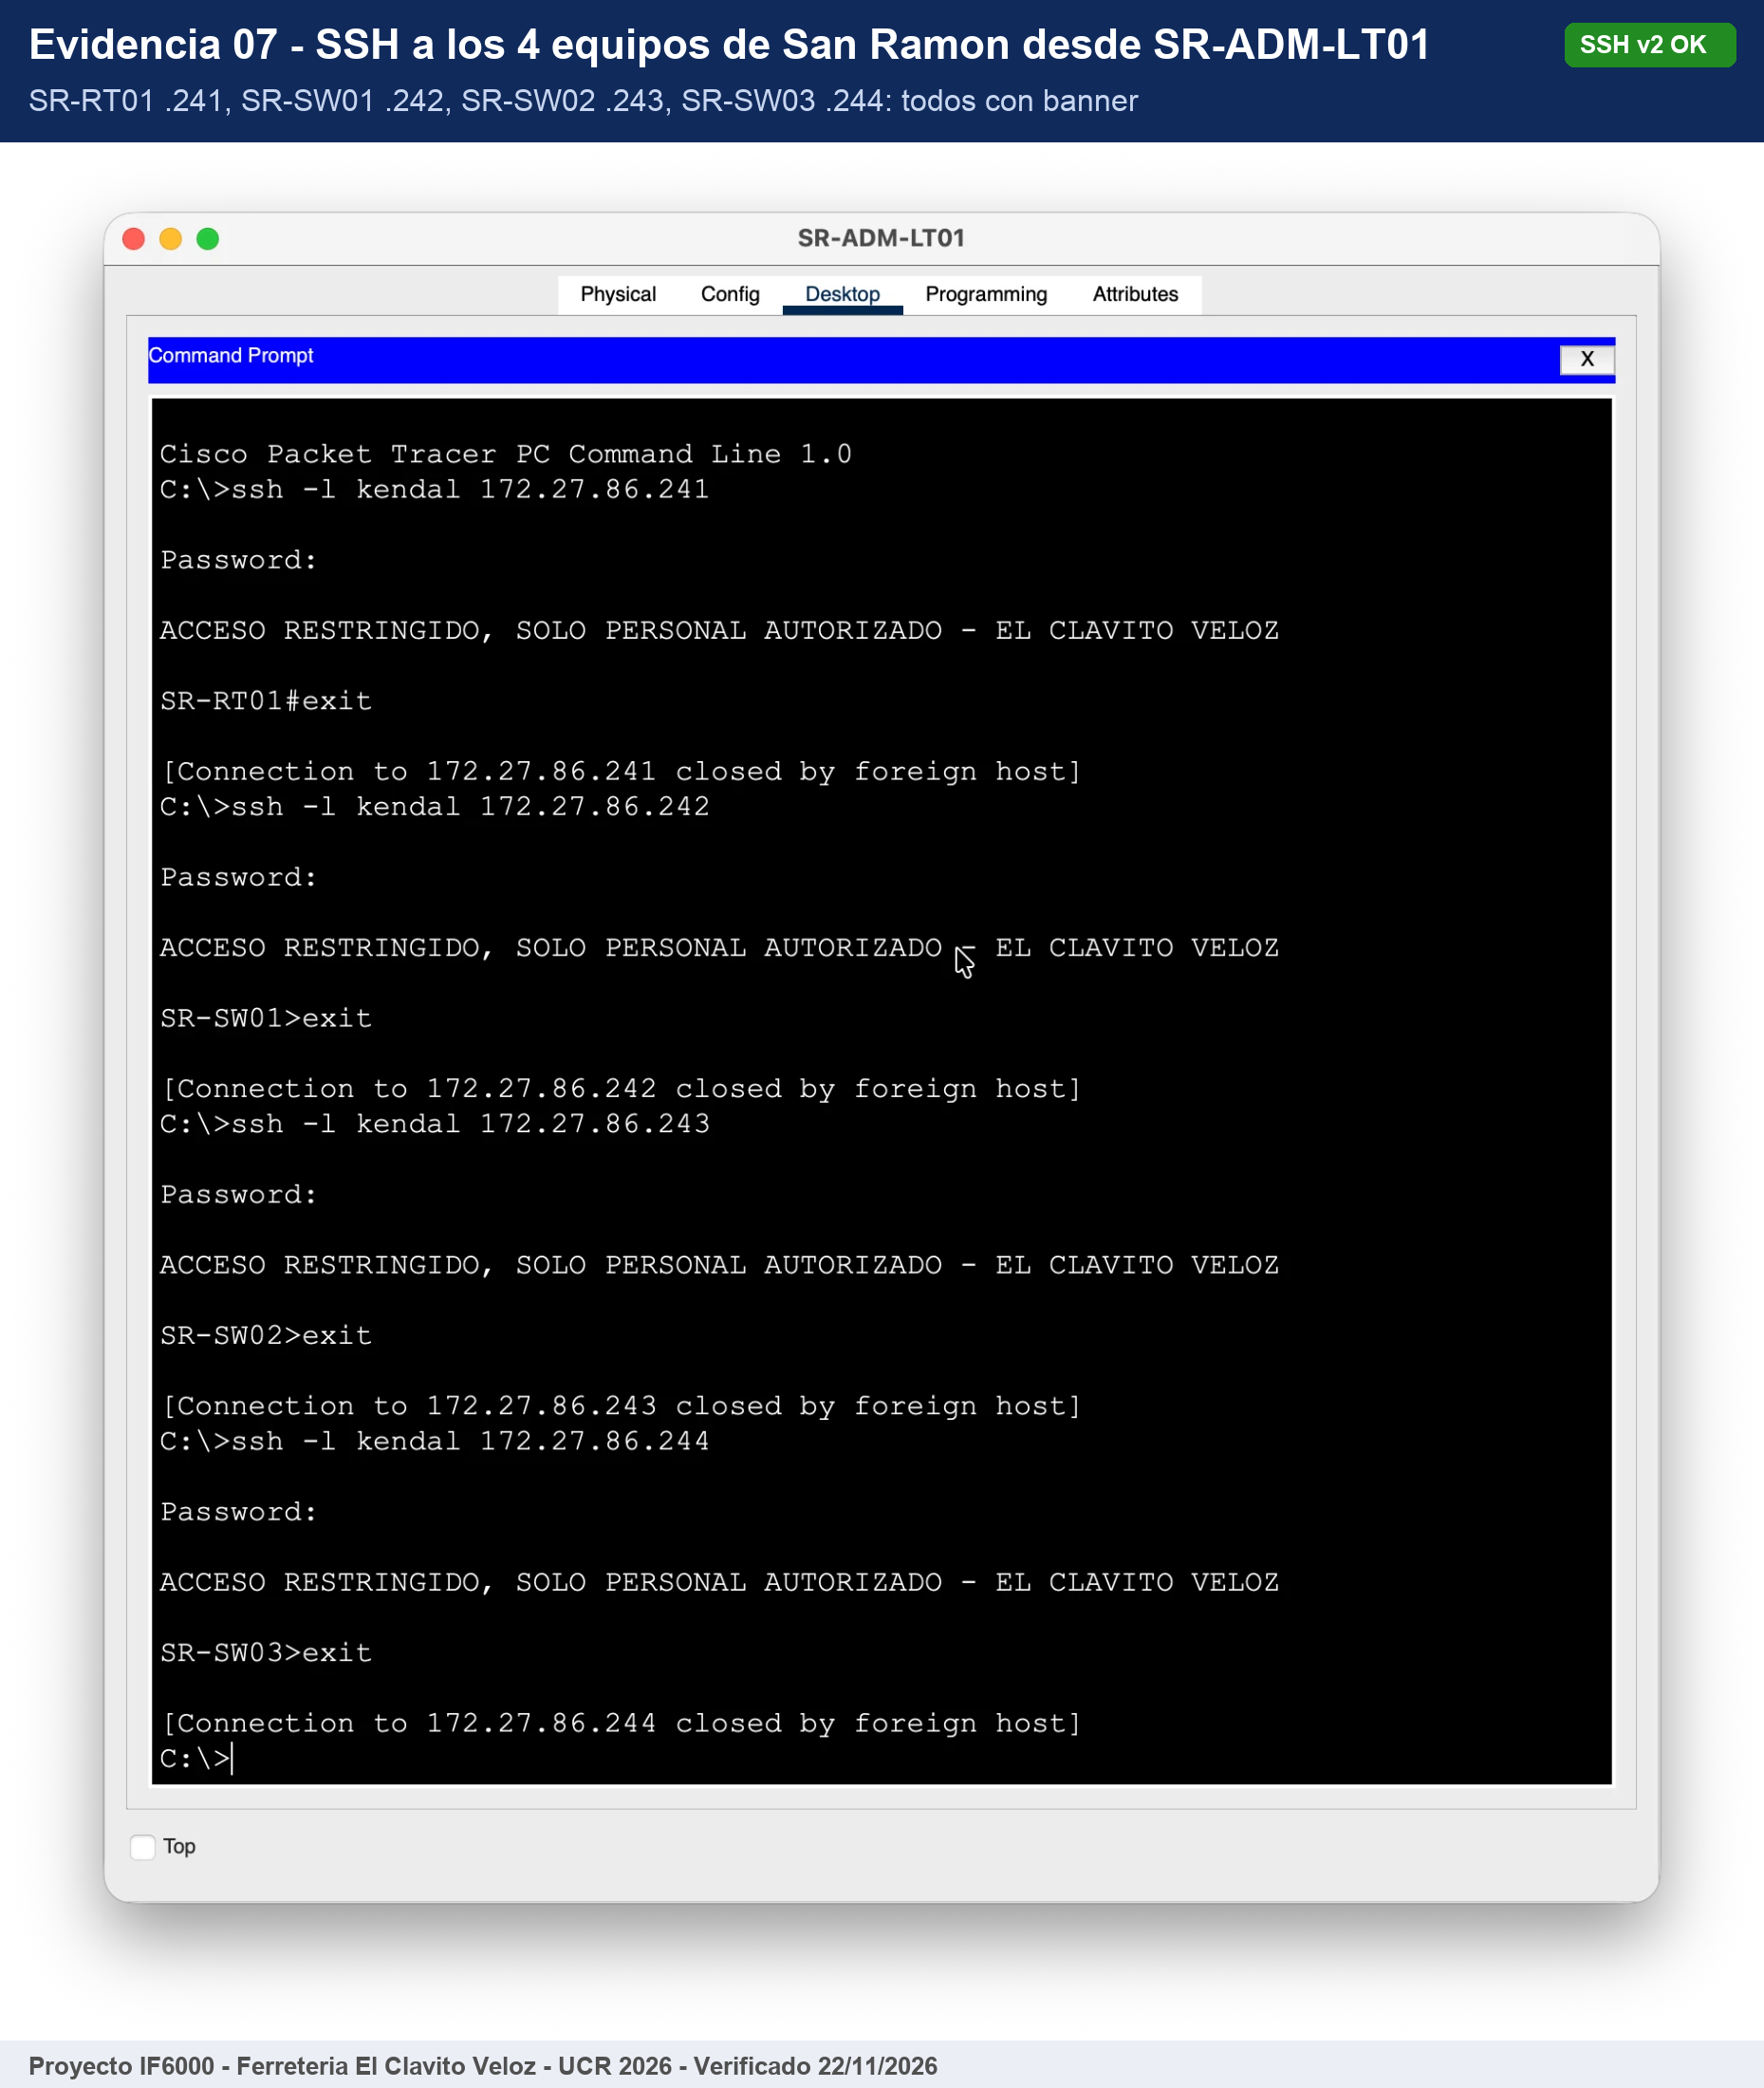 Evidencia 07 - SSH a los 4 equipos de San Ramon desde SR-ADM-LT01
SSH v2 OK
SR-RT01 .241, SR-SW01 .242, SR-SW02 .243, SR-SW03 .244: todos con banner
SR-ADM-LT01
Physical Config Desktop Programming Attributes
Command Prompt
X
Cisco Packet Tracer PC Command Line 1.0
C:\>ssh -l kendal 172.27.86.241
Password:
ACCESO RESTRINGIDO, SOLO PERSONAL AUTORIZADO - EL CLAVITO VELOZ
SR-RT01#exit
[Connection to 172.27.86.241 closed by foreign host]
C:\>ssh -l kendal 172.27.86.242
Password:
ACCESO RESTRINGIDO, SOLO PERSONAL AUTORIZADO - EL CLAVITO VELOZ
SR-SW01>exit
[Connection to 172.27.86.242 closed by foreign host]
C:\>ssh -l kendal 172.27.86.243
Password:
ACCESO RESTRINGIDO, SOLO PERSONAL AUTORIZADO - EL CLAVITO VELOZ
SR-SW02>exit
[Connection to 172.27.86.243 closed by foreign host]
C:\>ssh -l kendal 172.27.86.244
Password:
ACCESO RESTRINGIDO, SOLO PERSONAL AUTORIZADO - EL CLAVITO VELOZ
SR-SW03>exit
[Connection to 172.27.86.244 closed by foreign host]
C:\>
Top
Proyecto IF6000 - Ferreteria El Clavito Veloz - UCR 2026 - Verificado 22/11/2026